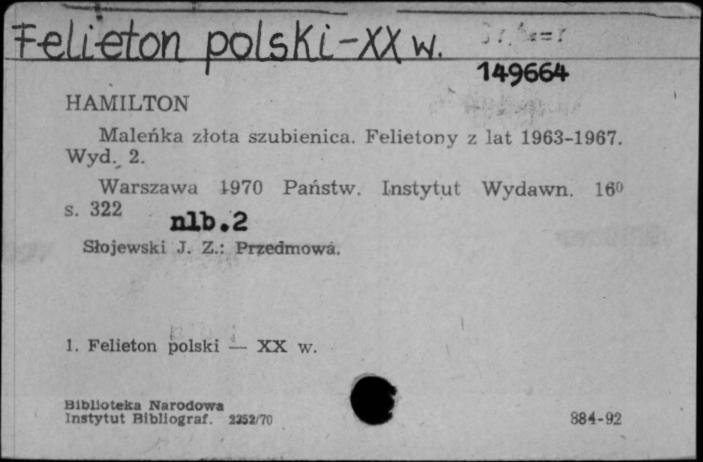 Felieton polski-XX w.
149664
HAMILTON
Maleńka złota szubienica. Felietony z lat 1963-1967.
Wyd. 2.
Warszawa 1970 Państw. Instytut Wydawn. 16⁰
s. 322 nlb.2
Słojewski J. Z.: Przedmowa.
1. Felieton polski — XX w.
Biblioteka Narodowa
Instytut Bibliograf. 2252/70
884-92